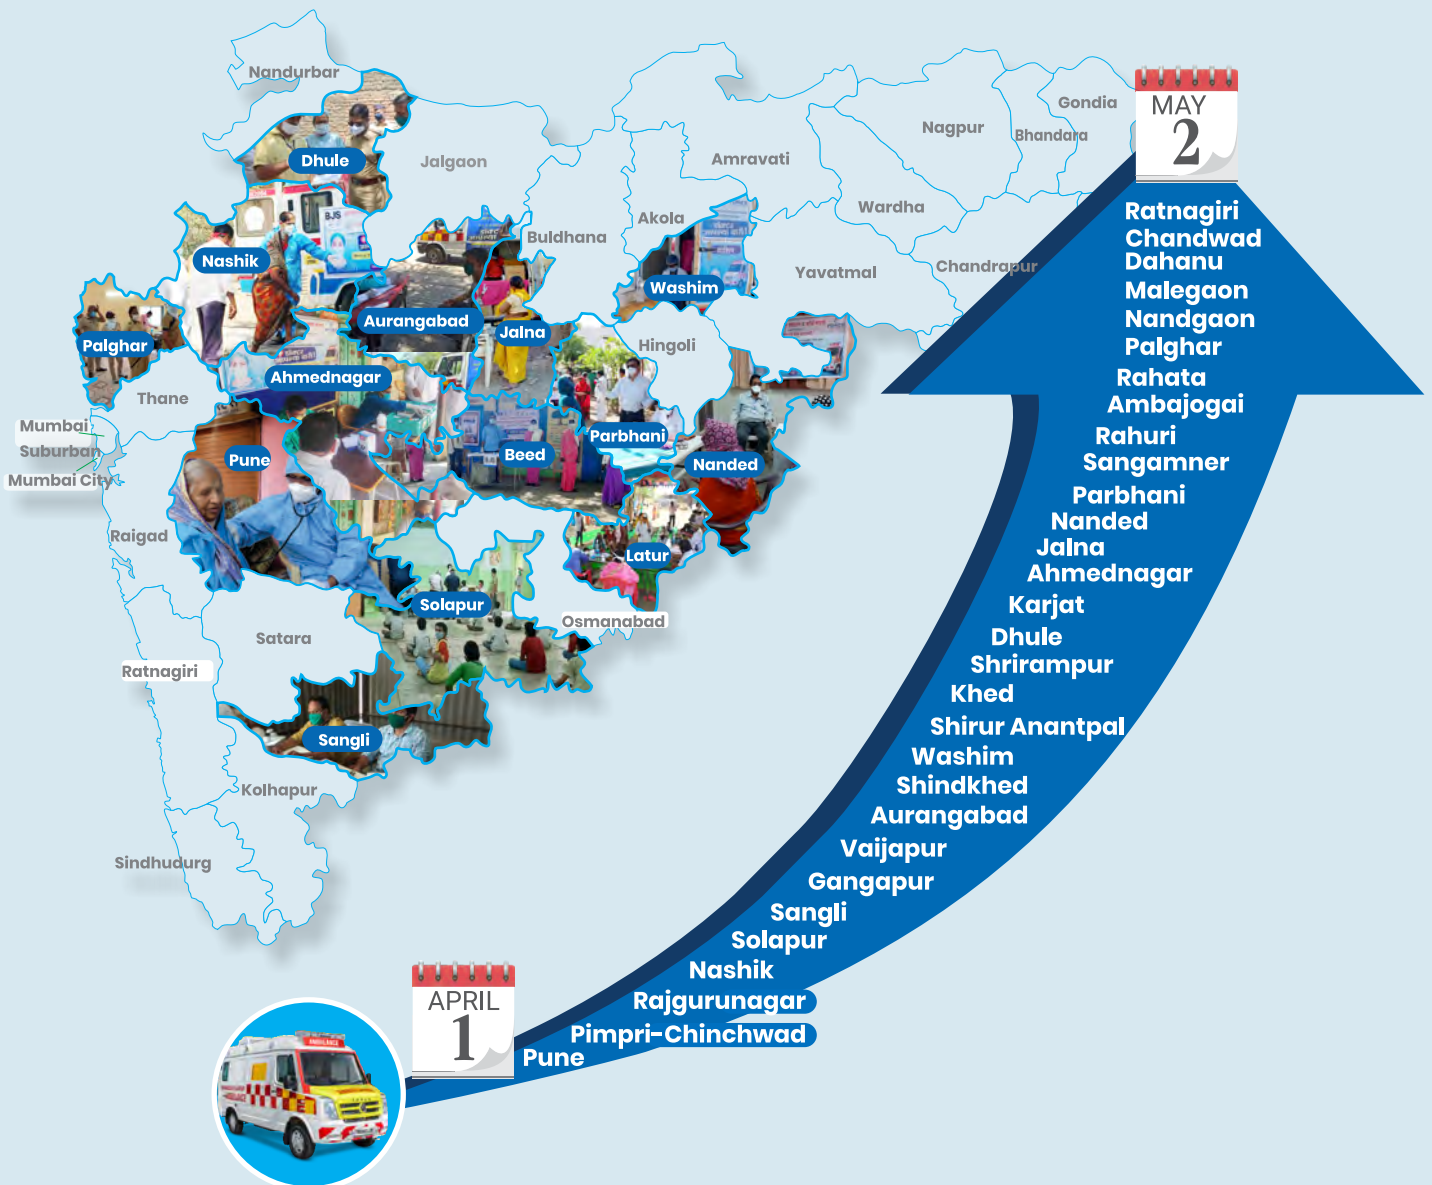 Nandurbar
Dhule
Jalgaon
Nashik
BJS
Palghar
Thane
Mumbai
Suburban
Mumbai City
Raigad
Ratnagiri
Sindhudurg
Aurangabad
Jalna
Ahmednagar
Pune
Beed
Parbhani
Nanded
Latur
Solapur
Osmanabad
Satara
Sangli
Kolhapur
Buldhana
Akola
Washim
Hingoli
Amravati
Yavatmal
Wardha
Nagpur
Bhandara
Gondia
Chandrapur
MAY
2
Ratnagiri
Chandwad
Dahanu
Malegaon
Nandgaon
Palghar
Rahata
Ambajogai
Rahuri
Sangamner
Parbhani
Nanded
Jalna
Ahmednagar
Karjat
Dhule
Shrirampur
Khed
Shirur Anantpal
Washim
Shindkhed
Aurangabad
Vaijapur
Gangapur
Sangli
Solapur
Nashik
Rajgurunagar
Pimpri-Chinchwad
Pune
APRIL
1
AMBULANCE